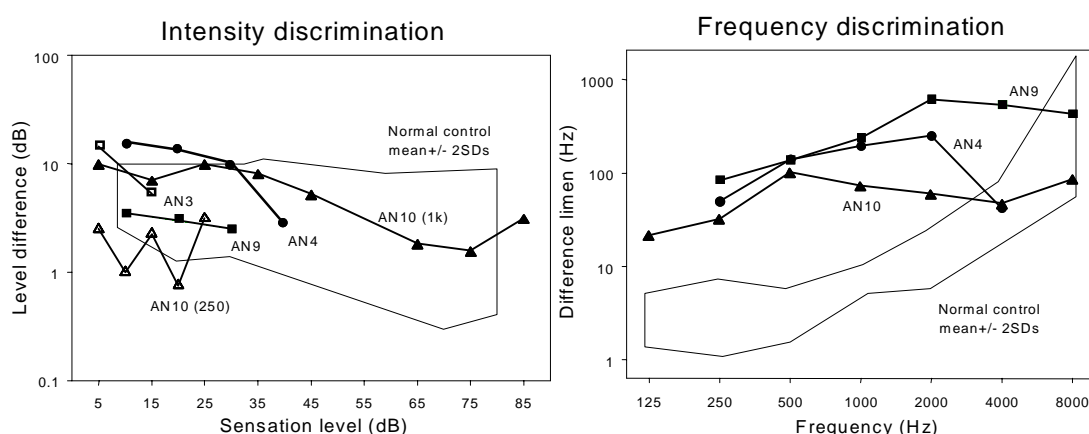 Intensity discrimination
Level difference (dB)
100
10
1
0.1
Normal control
mean+/- 2SDs
AN3
AN10 (1k)
AN9
AN4
AN10 (250)
5
15
25
35
45
55
65
75
85
Sensation level (dB)
Frequency discrimination
Difference limen (Hz)
1000
100
10
1
AN9
AN4
AN10
Normal control
mean+/- 2SDs
125
250
500
1000
2000
4000
8000
Frequency (Hz)